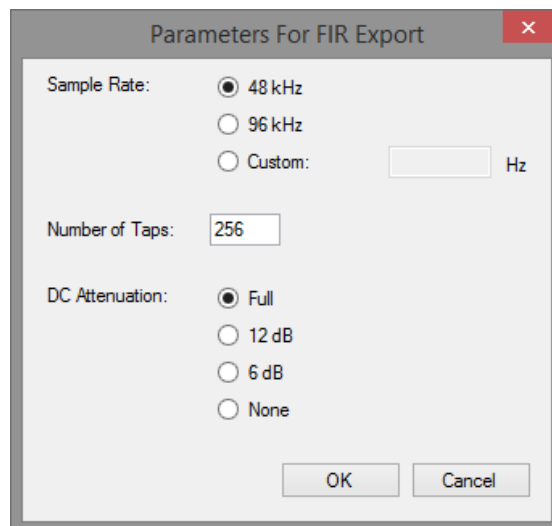 Parameters For FIR Export
Sample Rate: 48 kHz
96 kHz
Custom: Hz
Number of Taps: 256
DC Attenuation: Full
12 dB
6 dB
None
OK Cancel